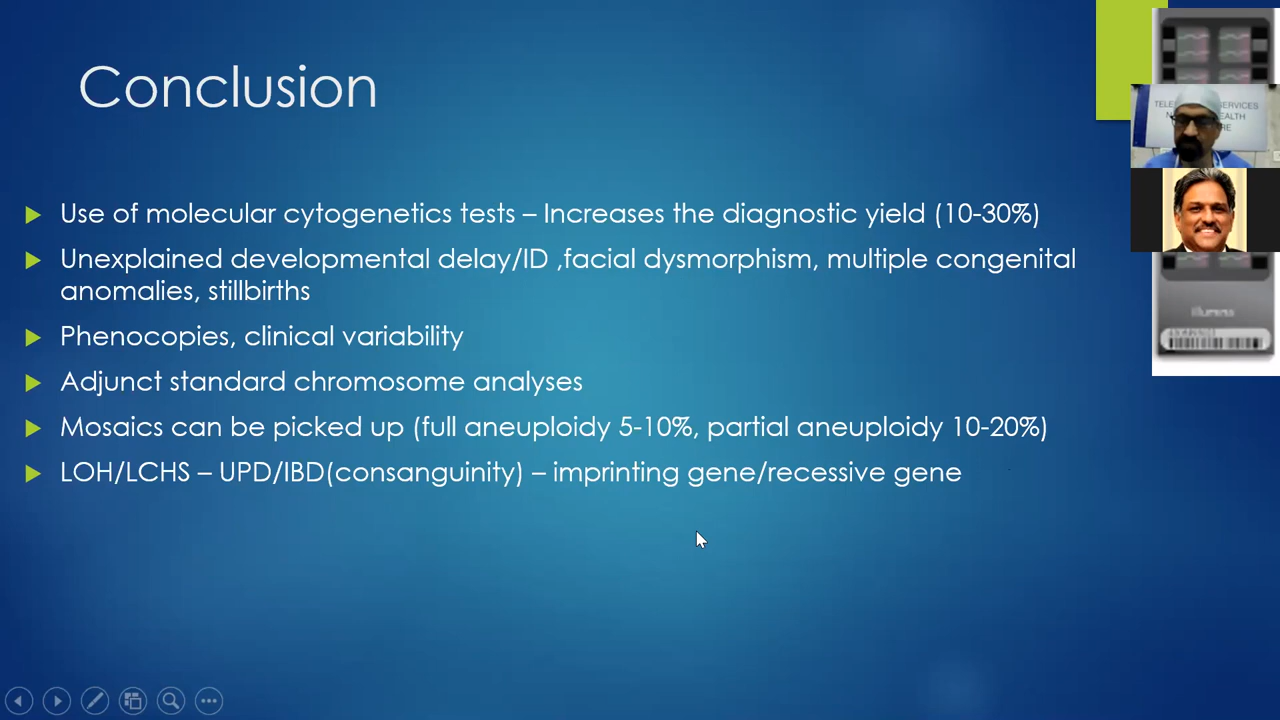 Conclusion
Use of molecular cytogenetics tests – Increases the diagnostic yield (10-30%)
Unexplained developmental delay/ID ,facial dysmorphism, multiple congenital
anomalies, stillbirths
Phenocopies, clinical variability
Adjunct standard chromosome analyses
Mosaics can be picked up (full aneuploidy 5-10%, partial aneuploidy 10-20%)
LOH/LCHS – UPD/IBD(consanguinity) – imprinting gene/recessive gene
illumina